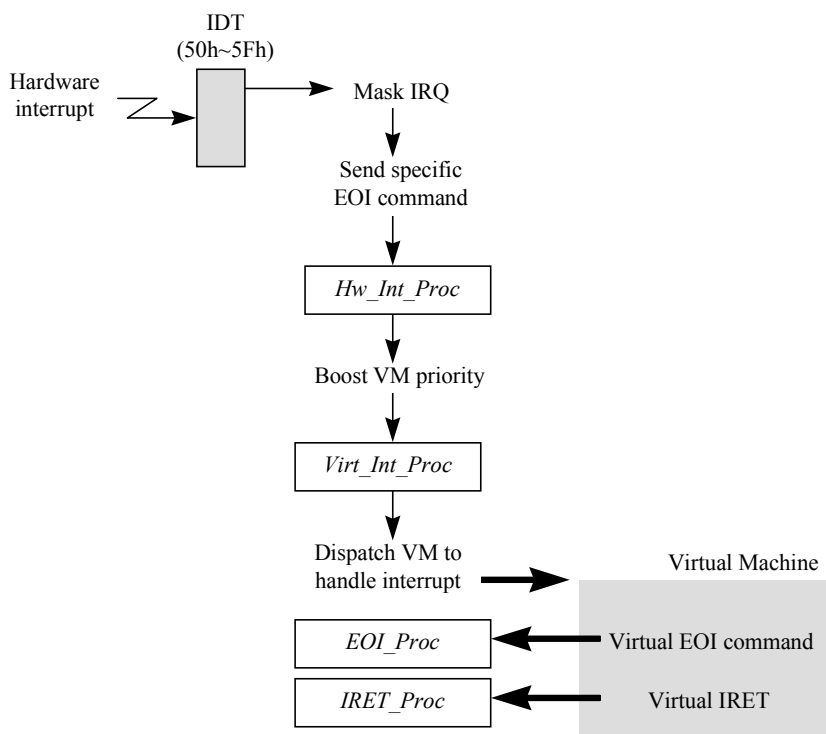 IDT
(50h~5Fh)
Hardware
interrupt
Mask IRQ
Send specific
EOI command
Hw_Int_Proc
Boost VM priority
Virt_Int_Proc
Dispatch VM to
handle interrupt
Virtual Machine
EOI_Proc
Virtual EOI command
IRET_Proc
Virtual IRET